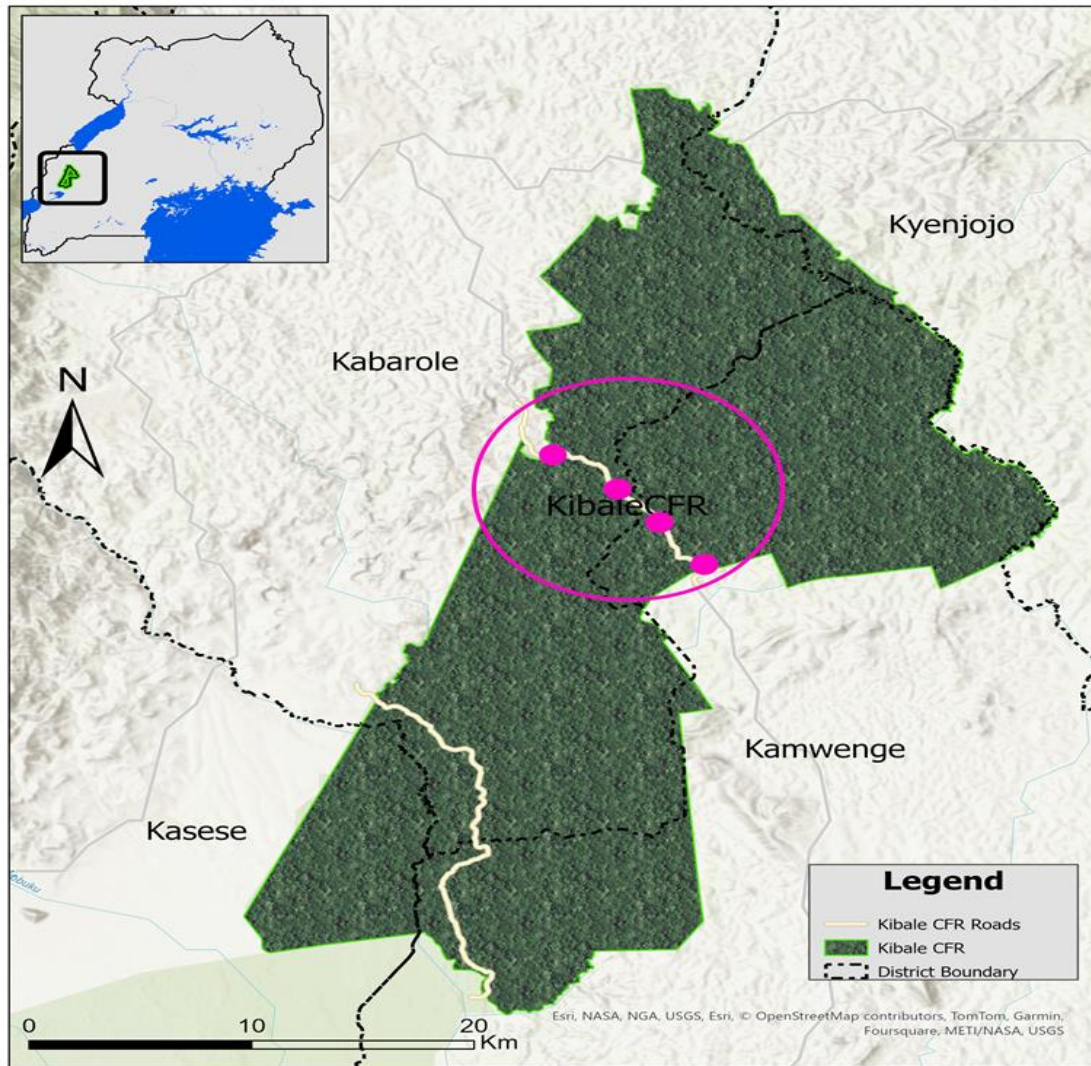 Kyenjojo
Kabarole
N
KibaleCFR
Kamwenge
Kasese
Legend
Kibale CFR Roads
Kibale CFR
District Boundary
0 10 20
Km
Esri, NASA, NGA, USGS, Esri, © OpenStreetMap contributors, TomTom, Garmin,
Foursquare, METI/NASA, USGS